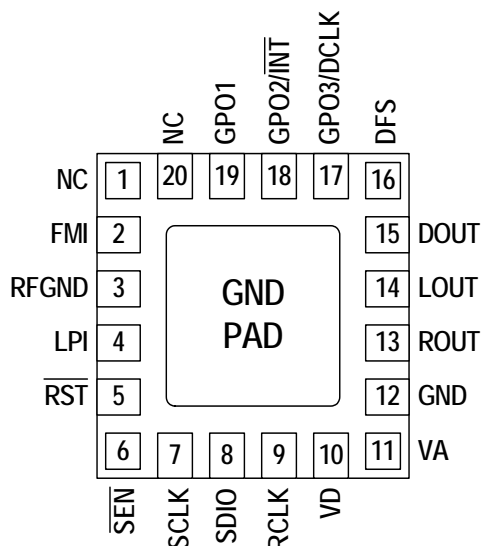 NC
GPO1
GPO2/INT
GPO3/DCLK
DFS
20
19
18
17
16
NC
1
FMI
2
RFGND
3
LPI
4
RST
5
GND
PAD
15
DOUT
14
LOUT
13
ROUT
12
GND
11
VA
6
7
8
9
10
SEN
SCLK
SDIO
RCLK
VD